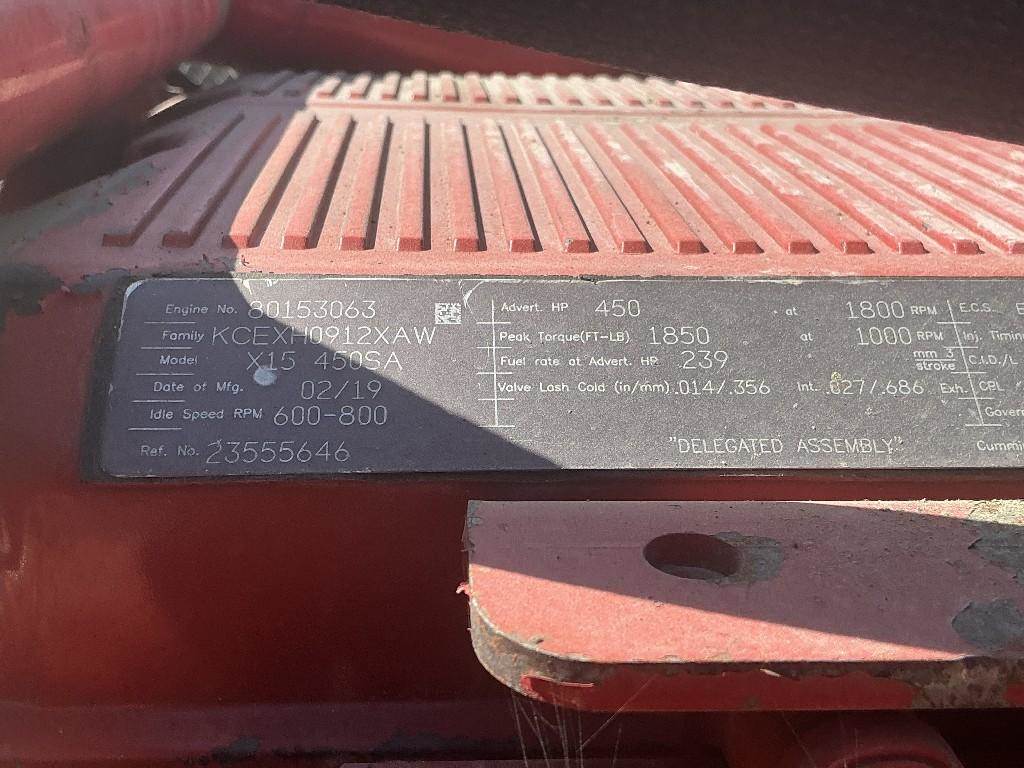 Engine No. 80153063
Family KCEXH0912XAW
Model X15 450SA
Date of Mfg. 02/19
Idle Speed RPM 600-800
Ref. No. 23555646
Advert. HP 450 at 1800 RPM
Peak Torque(FT-LB) 1850 at 1000 RPM
Fuel rate at Advert. HP 239 mm 3 stroke
Valve Lash Cold (in/mm) .014/.356 Int. .027/.686 Exh.
"DELEGATED ASSEMBLY"
E.C.S.
Inj.
C.I.D./L
CPL